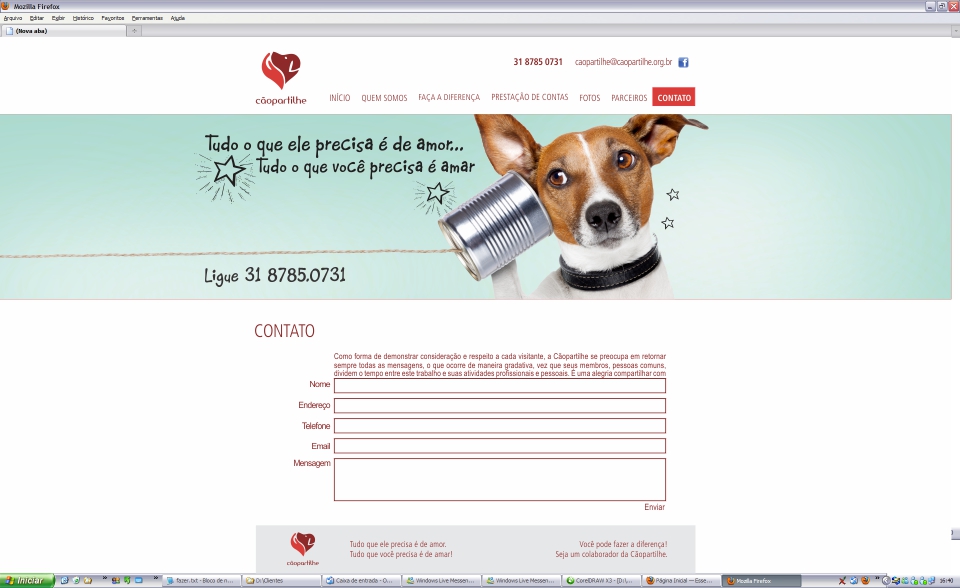 Mozilla Firefox
Arquivo Editar Exibir Histórico Favoritos Ferramentas Ajuda
(Nova aba)
31 8785 0731 caopartilhe@caopartilhe.org.br
cãopartilhe
INÍCIO QUEM SOMOS FAÇA A DIFERENÇA PRESTAÇÃO DE CONTAS FOTOS PARCEIROS CONTATO
Tudo o que ele precisa é de amor...
Tudo o que você precisa é amar
Ligue 31 8785.0731
CONTATO
Como forma de demonstrar consideração e respeito a cada visitante, a Cãopartilhe se preocupa em retornar
sempre todas as mensagens, o que ocorre de maneira gradativa, vez que seus membros, pessoas comuns,
dividem o tempo entre este trabalho e suas atividades profissionais e pessoais. É uma alegria compartilhar com
Nome
Endereço
Telefone
Email
Mensagem
Enviar
cãopartilhe
Tudo que ele precisa é de amor.
Tudo que você precisa é de amar!
Você pode fazer a diferença!
Seja um colaborador da Cãopartilhe.
Iniciar
fazer.txt - Bloco de n...
O:\Clientes
Caixa de entrada - O...
Windows Live Messen...
Windows Live Messen...
CorelDRAW X3 - [D:\...
Página Inicial — Esse...
Mozilla Firefox
16:40